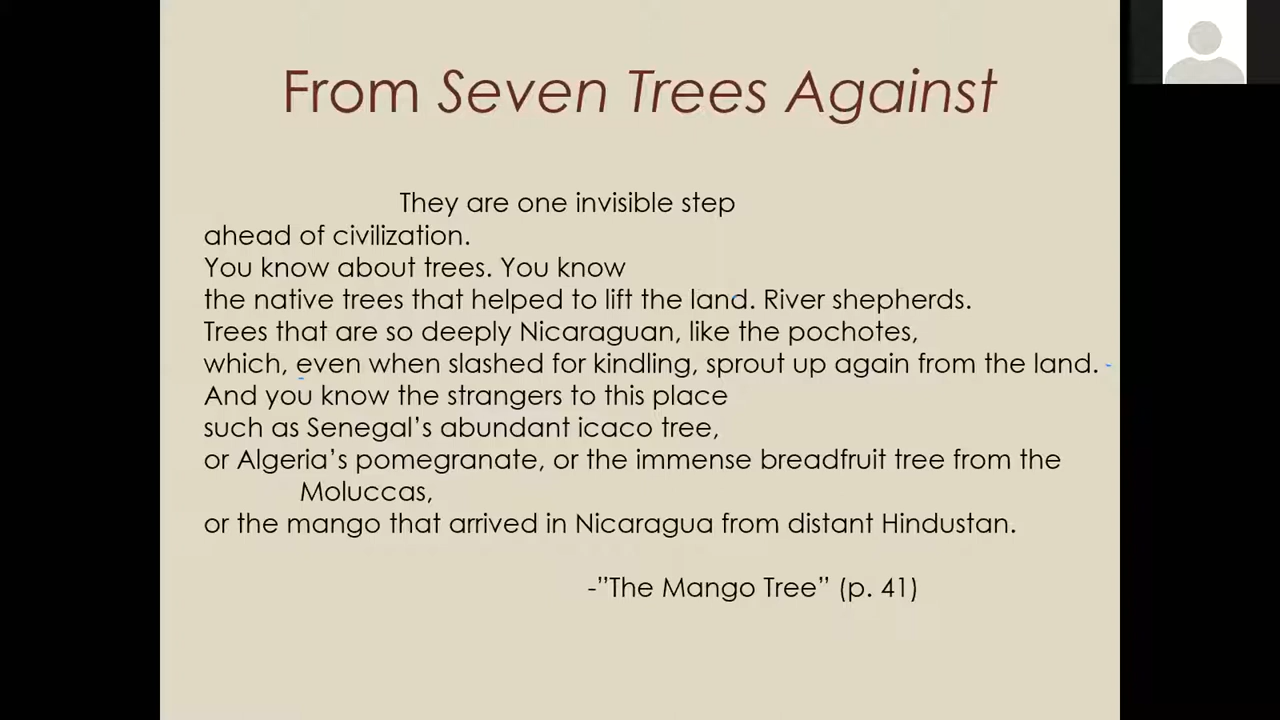 From Seven Trees Against
They are one invisible step
ahead of civilization.
You know about trees. You know
the native trees that helped to lift the land. River shepherds.
Trees that are so deeply Nicaraguan, like the pochotes,
which, even when slashed for kindling, sprout up again from the land.
And you know the strangers to this place
such as Senegal’s abundant icaco tree,
or Algeria’s pomegranate, or the immense breadfruit tree from the
Moluccas,
or the mango that arrived in Nicaragua from distant Hindustan.
-”The Mango Tree” (p. 41)